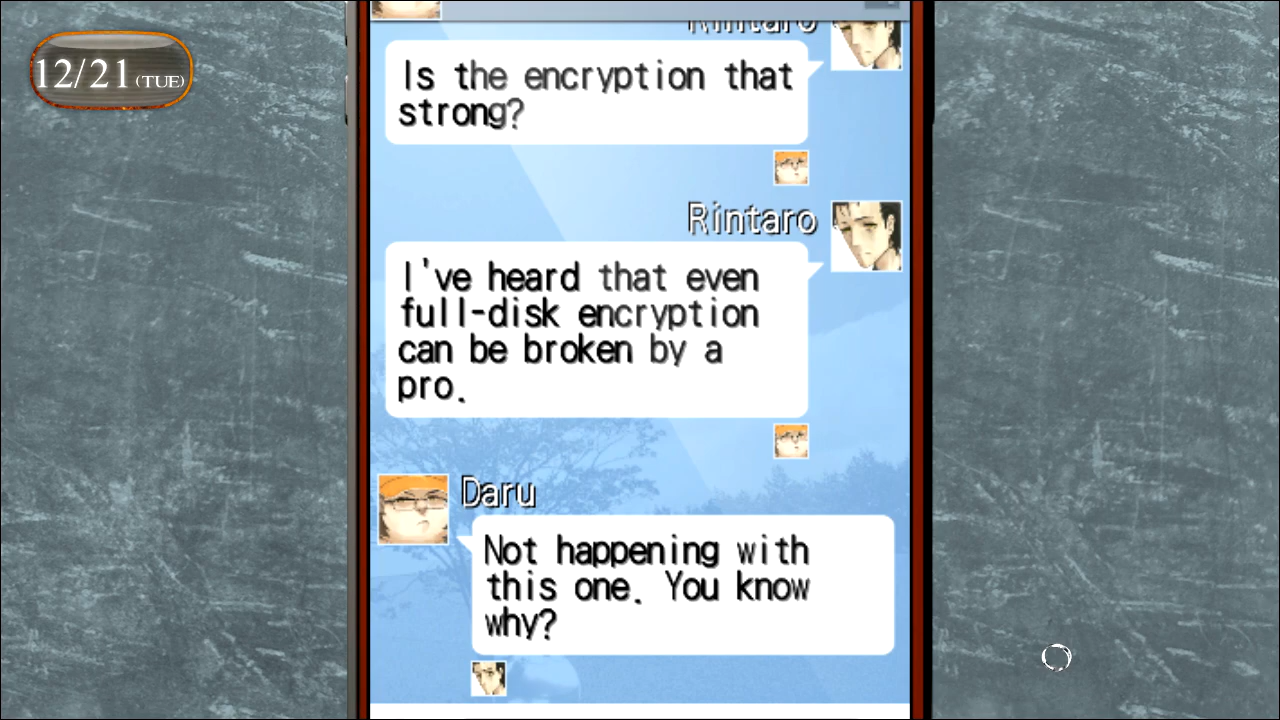 12/21(TUE)
Rintaro
Is the encryption that
strong?
Rintaro
I've heard that even
full-disk encryption
can be broken by a
pro.
Daru
Not happening with
this one. You know
why?